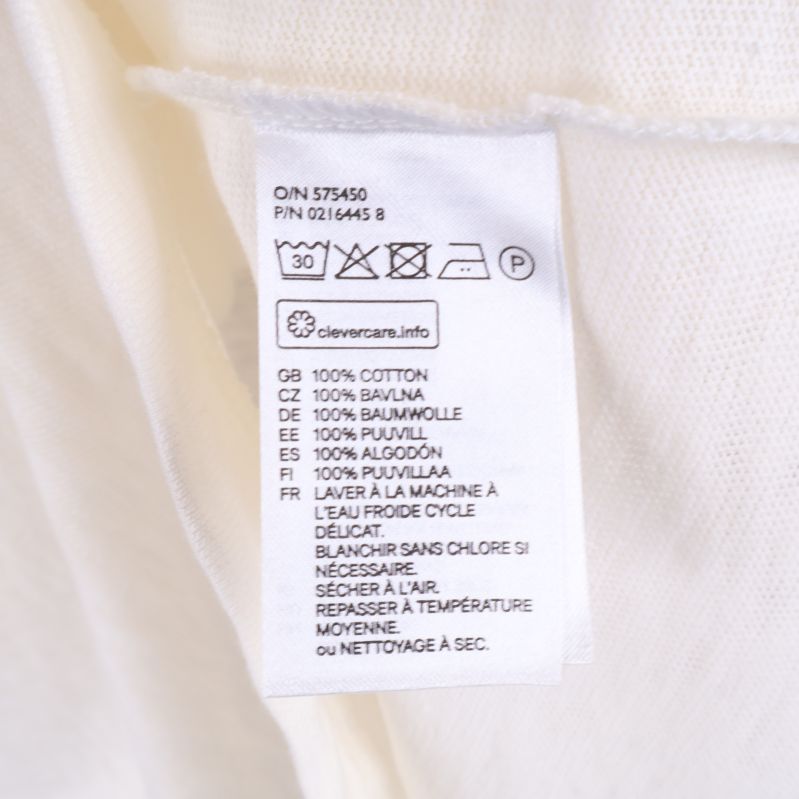 O/N 575450
P/N 0216445 8
30 P
clevercare.info
GB 100% COTTON
CZ 100% BAVLNA
DE 100% BAUMWOLLE
EE 100% PUUVILL
ES 100% ALGODÓN
FI 100% PUUVILLAA
FR LAVER À LA MACHINE À
L'EAU FROIDE CYCLE
DÉLICAT.
BLANCHIR SANS CHLORE SI
NÉCESSAIRE.
SÉCHER À L'AIR.
REPASSER À TEMPÉRATURE
MOYENNE.
ou NETTOYAGE À SEC.